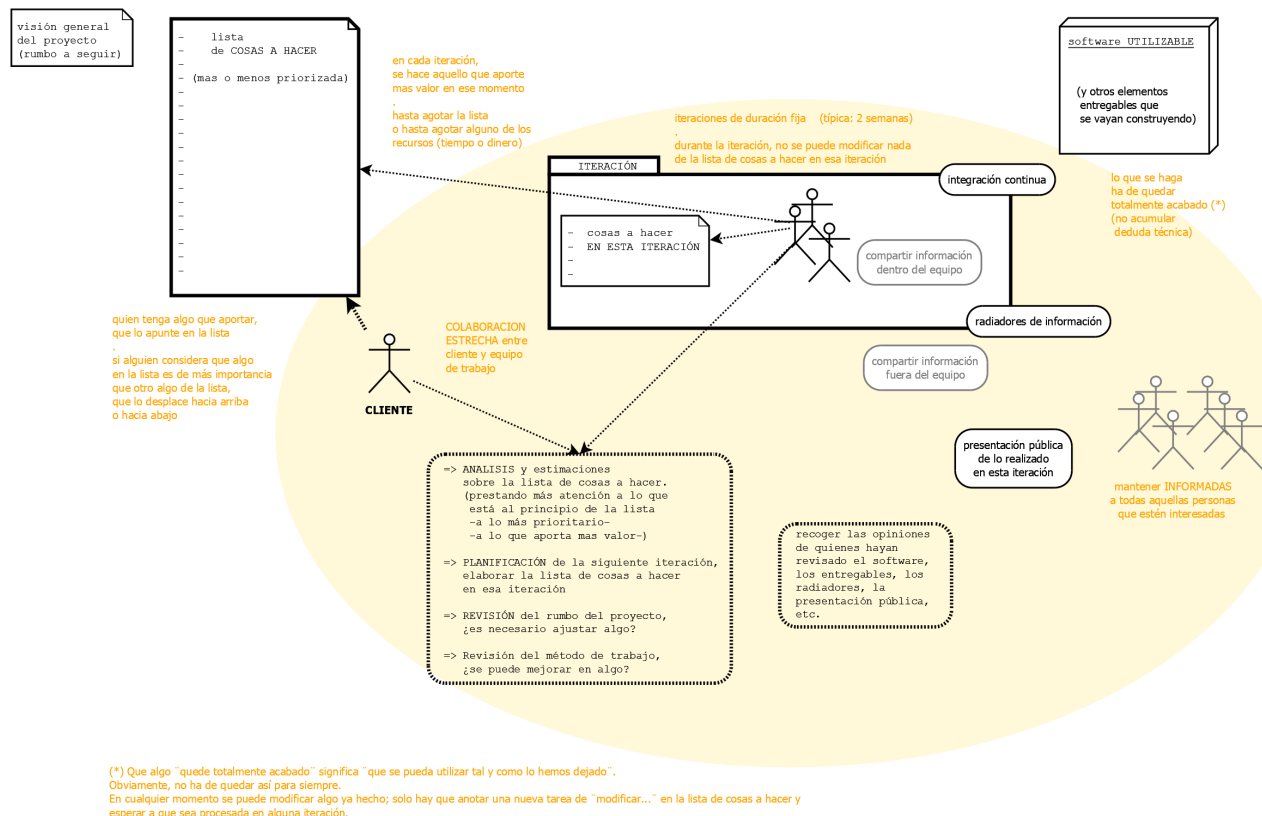 visión general
del proyecto
(rumbo a seguir)
- lista
- de COSAS A HACER
-
- (mas o menos priorizada)
-
-
-
-
-
-
-
-
-
-
-
-
-
-
en cada iteración,
se hace aquello que aporte
mas valor en ese momento
.
hasta agotar la lista
o hasta agotar alguno de los
recursos (tiempo o dinero)
iteraciones de duración fija (típica: 2 semanas)
.
durante la iteración, no se puede modificar nada
de la lista de cosas a hacer en esa iteración
software UTILIZABLE
(y otros elementos
entregables que
se vayan construyendo)
ITERACIÓN
integración continua
- cosas a hacer
- EN ESTA ITERACIÓN
-
-
compartir información
dentro del equipo
lo que se haga
ha de quedar
totalmente acabado (*)
(no acumular
deduda técnica)
radiadores de información
compartir información
fuera del equipo
quien tenga algo que aportar,
que lo apunte en la lista
.
si alguien considera que algo
en la lista es de más importancia
que otro algo de la lista,
que lo desplace hacia arriba
o hacia abajo
COLABORACION
ESTRECHA entre
cliente y equipo
de trabajo
CLIENTE
presentación pública
de lo realizado
en esta iteración
mantener INFORMADAS
a todas aquellas personas
que estén interesadas
=> ANALISIS y estimaciones
sobre la lista de cosas a hacer.
(prestando más atención a lo que
está al principio de la lista
-a lo más prioritario-
-a lo que aporta mas valor-)
=> PLANIFICACIÓN de la siguiente iteración,
elaborar la lista de cosas a hacer
en esa iteración
=> REVISIÓN del rumbo del proyecto,
¿es necesario ajustar algo?
=> Revisión del método de trabajo,
¿se puede mejorar en algo?
recoger las opiniones
de quienes hayan
revisado el software,
los entregables, los
radiadores, la
presentación pública,
etc.
(*) Que algo ¨quede totalmente acabado¨ significa ¨que se pueda utilizar tal y como lo hemos dejado¨.
Obviamente, no ha de quedar así para siempre.
En cualquier momento se puede modificar algo ya hecho; solo hay que anotar una nueva tarea de ¨modificar...¨ en la lista de cosas a hacer y
esperar a que sea procesada en alguna iteración.